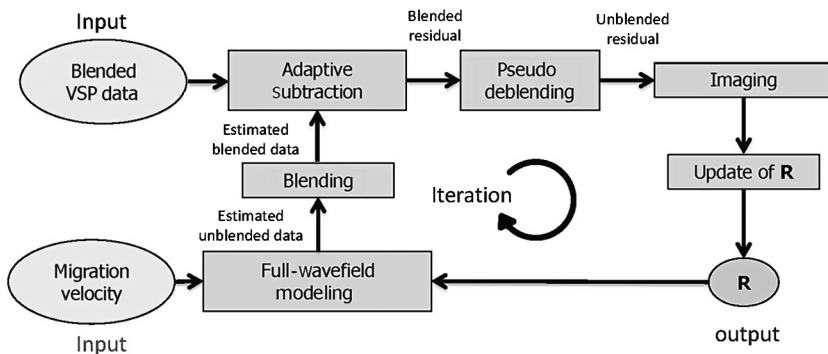 Input
Blended
VSP data
Adaptive
subtraction
Blended
residual
Pseudo
deblending
Unblended
residual
Imaging
Update of R
Estimated
blended data
Blending
Iteration
Estimated
unblended data
Migration
velocity
Input
Full-wavefield
modeling
R
output